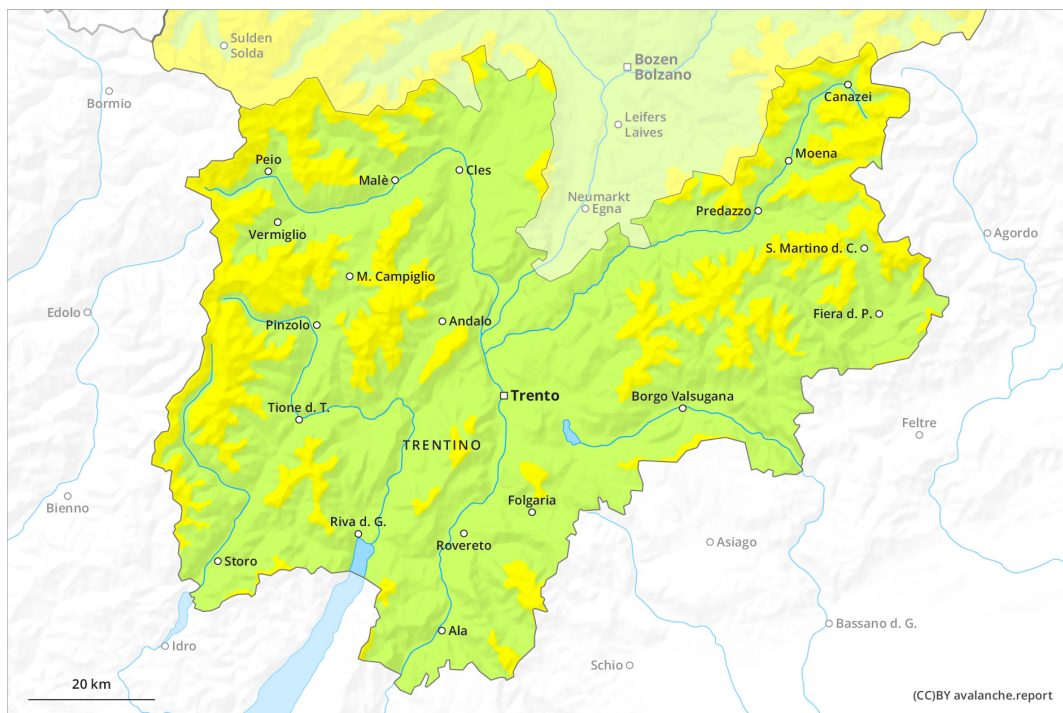 Sulden
Solda
Bozen
Bolzano
Bormio
Canazei
Leifers
Laives
Moena
Peio
Malè
Cles
Neumarkt
Egna
Predazzo
Vermiglio
Agordo
S. Martino d. C.
M. Campiglio
Edolo
Pinzolo
Andalo
Fiera d. P.
Trento
Borgo Valsugana
Tione d. T.
Feltre
TRENTINO
Bienno
Folgaria
Riva d. G.
Rovereto
Asiago
Storo
Bassano d. G.
Ala
Idro
Schio
20 km
(CC)BY avalanche.report